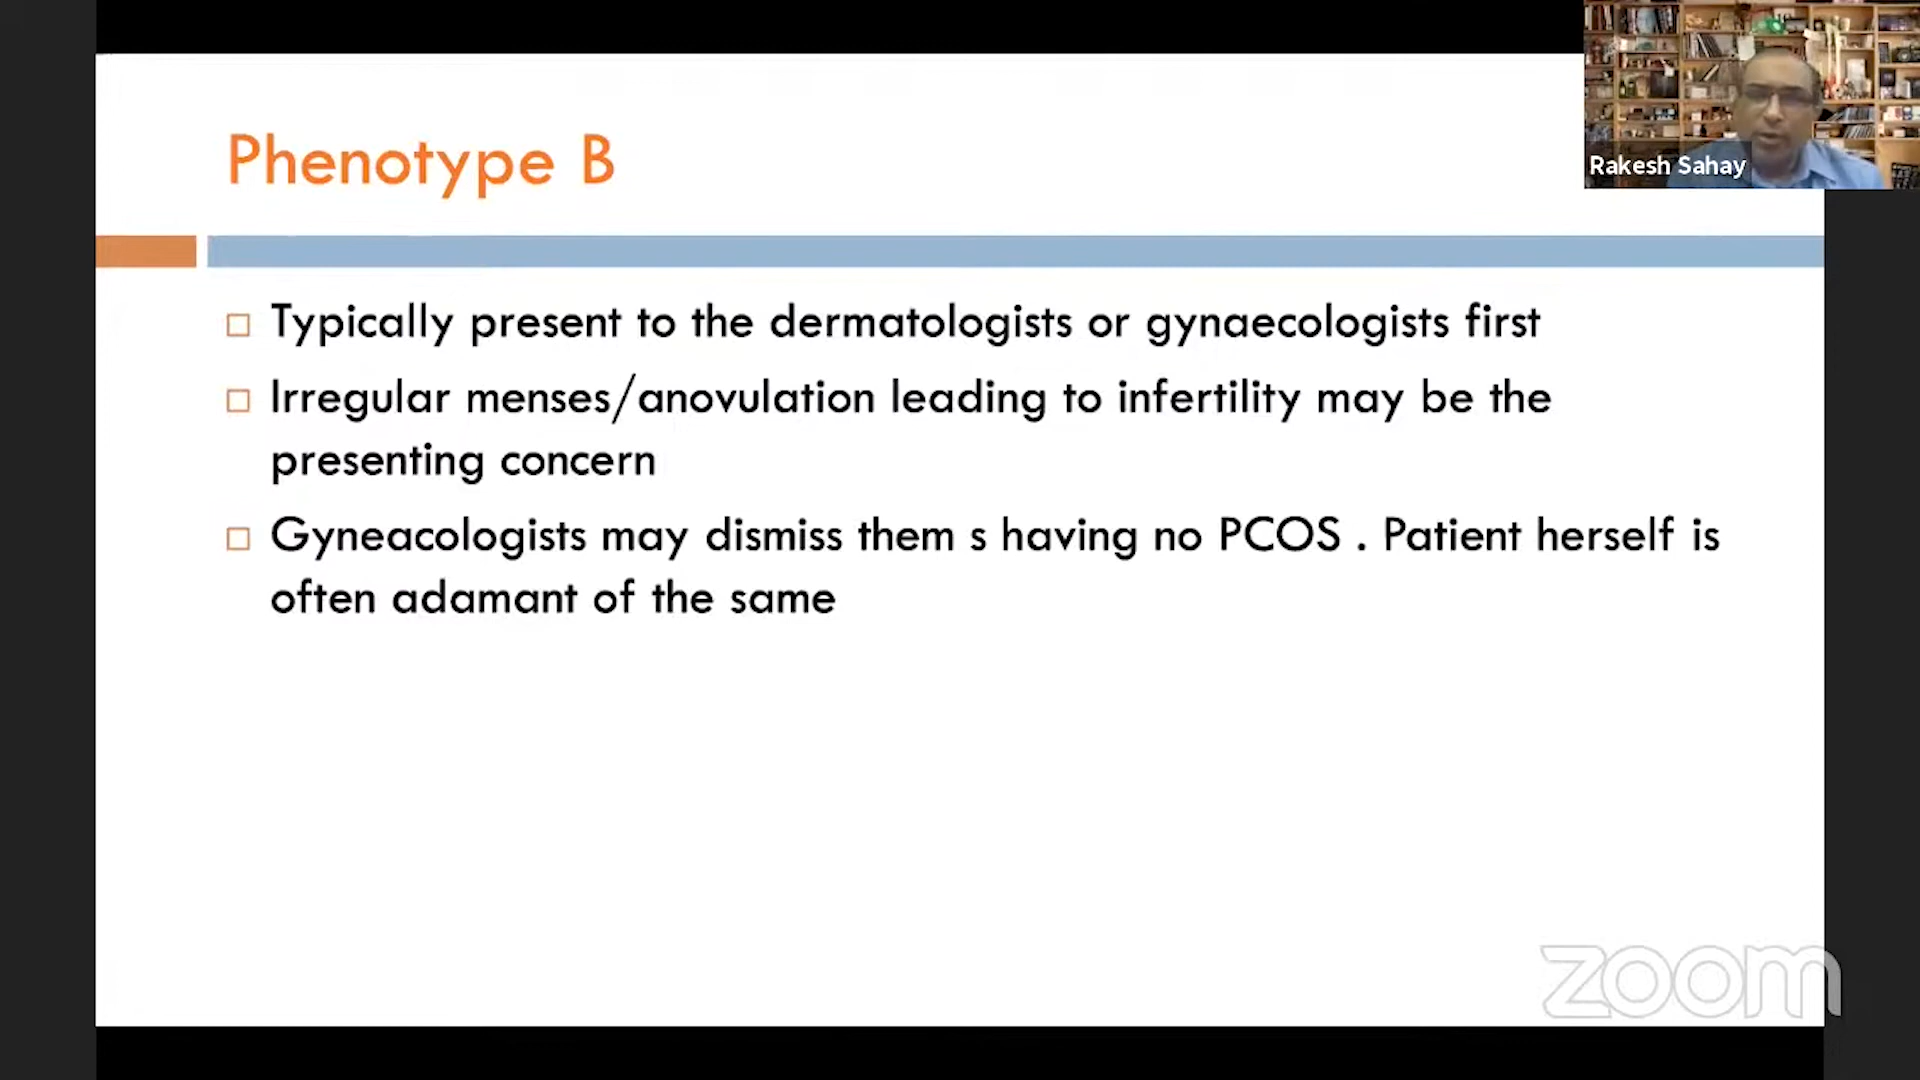 Phenotype B
Rakesh Sahay
Typically present to the dermatologists or gynaecologists first
Irregular menses/anovulation leading to infertility may be the
presenting concern
Gyneacologists may dismiss them s having no PCOS . Patient herself is
often adamant of the same
zoom